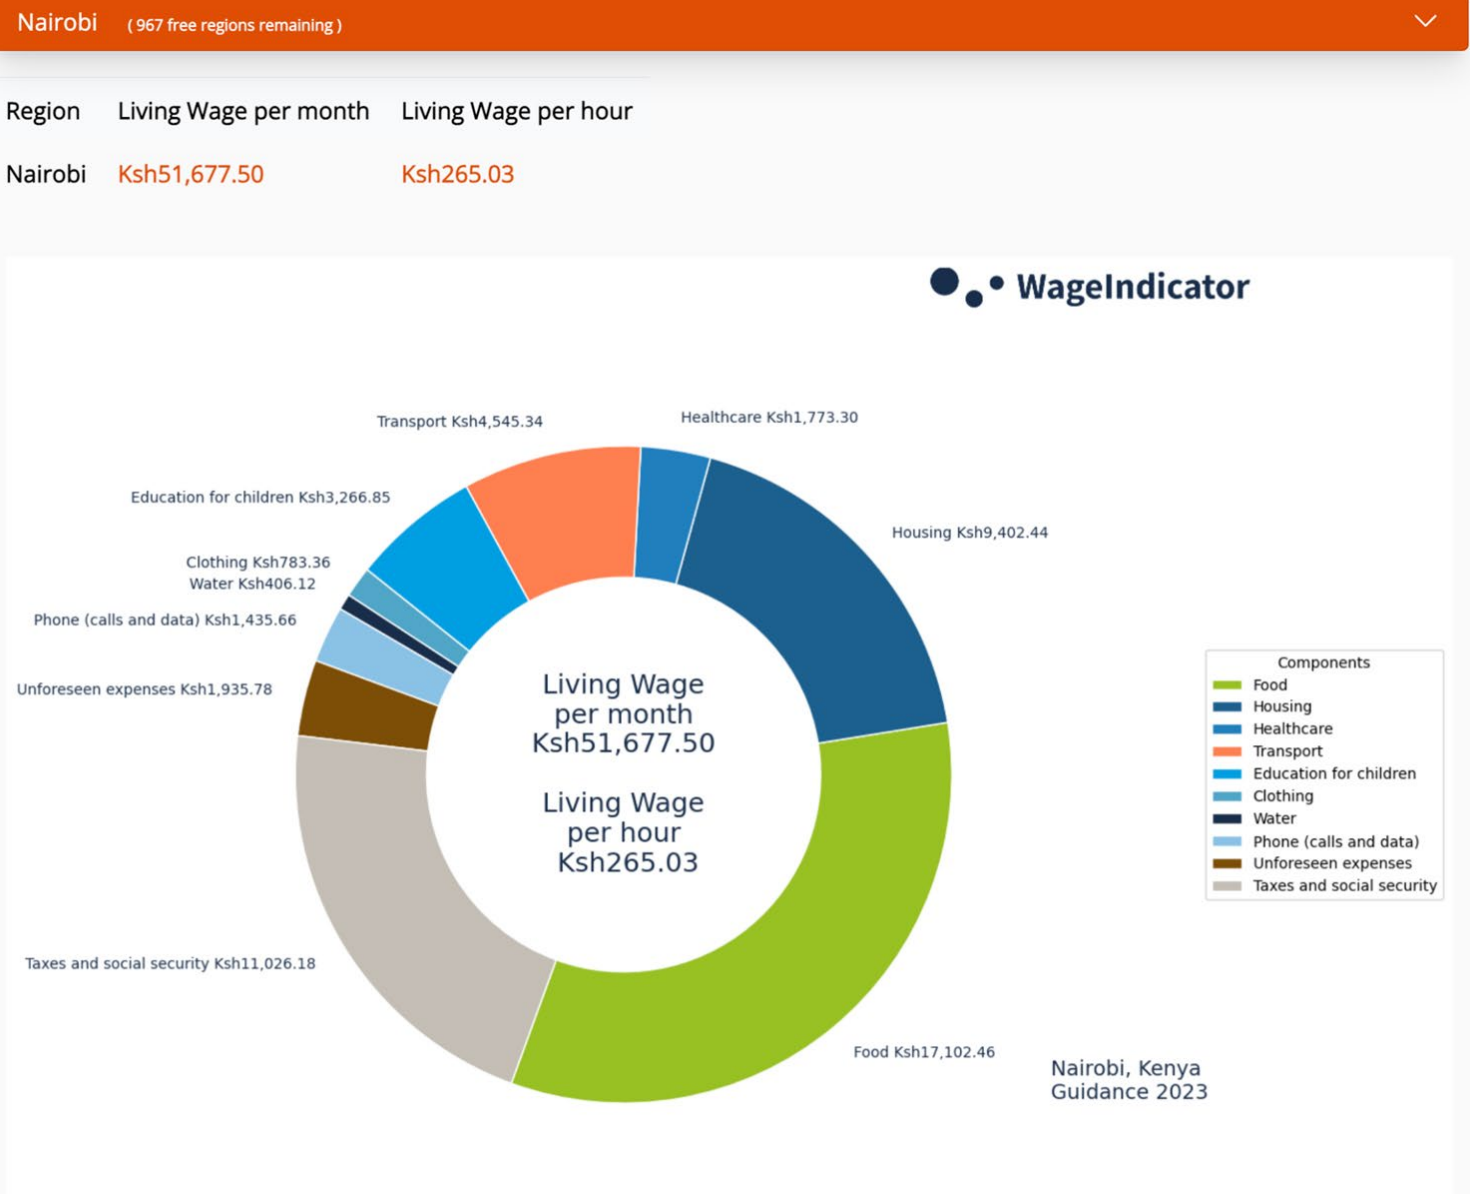 Nairobi ( 967 free regions remaining )
Region Living Wage per month Living Wage per hour
Nairobi Ksh51,677.50 Ksh265.03
WageIndicator
Transport Ksh4,545.34
Healthcare Ksh1,773.30
Education for children Ksh3,266.85
Housing Ksh9,402.44
Clothing Ksh783.36
Water Ksh406.12
Phone (calls and data) Ksh1,435.66
Unforeseen expenses Ksh1,935.78
Living Wage
per month
Ksh51,677.50
Living Wage
per hour
Ksh265.03
Components
Food
Housing
Healthcare
Transport
Education for children
Clothing
Water
Phone (calls and data)
Unforeseen expenses
Taxes and social security
Taxes and social security Ksh11,026.18
Food Ksh17,102.46
Nairobi, Kenya
Guidance 2023